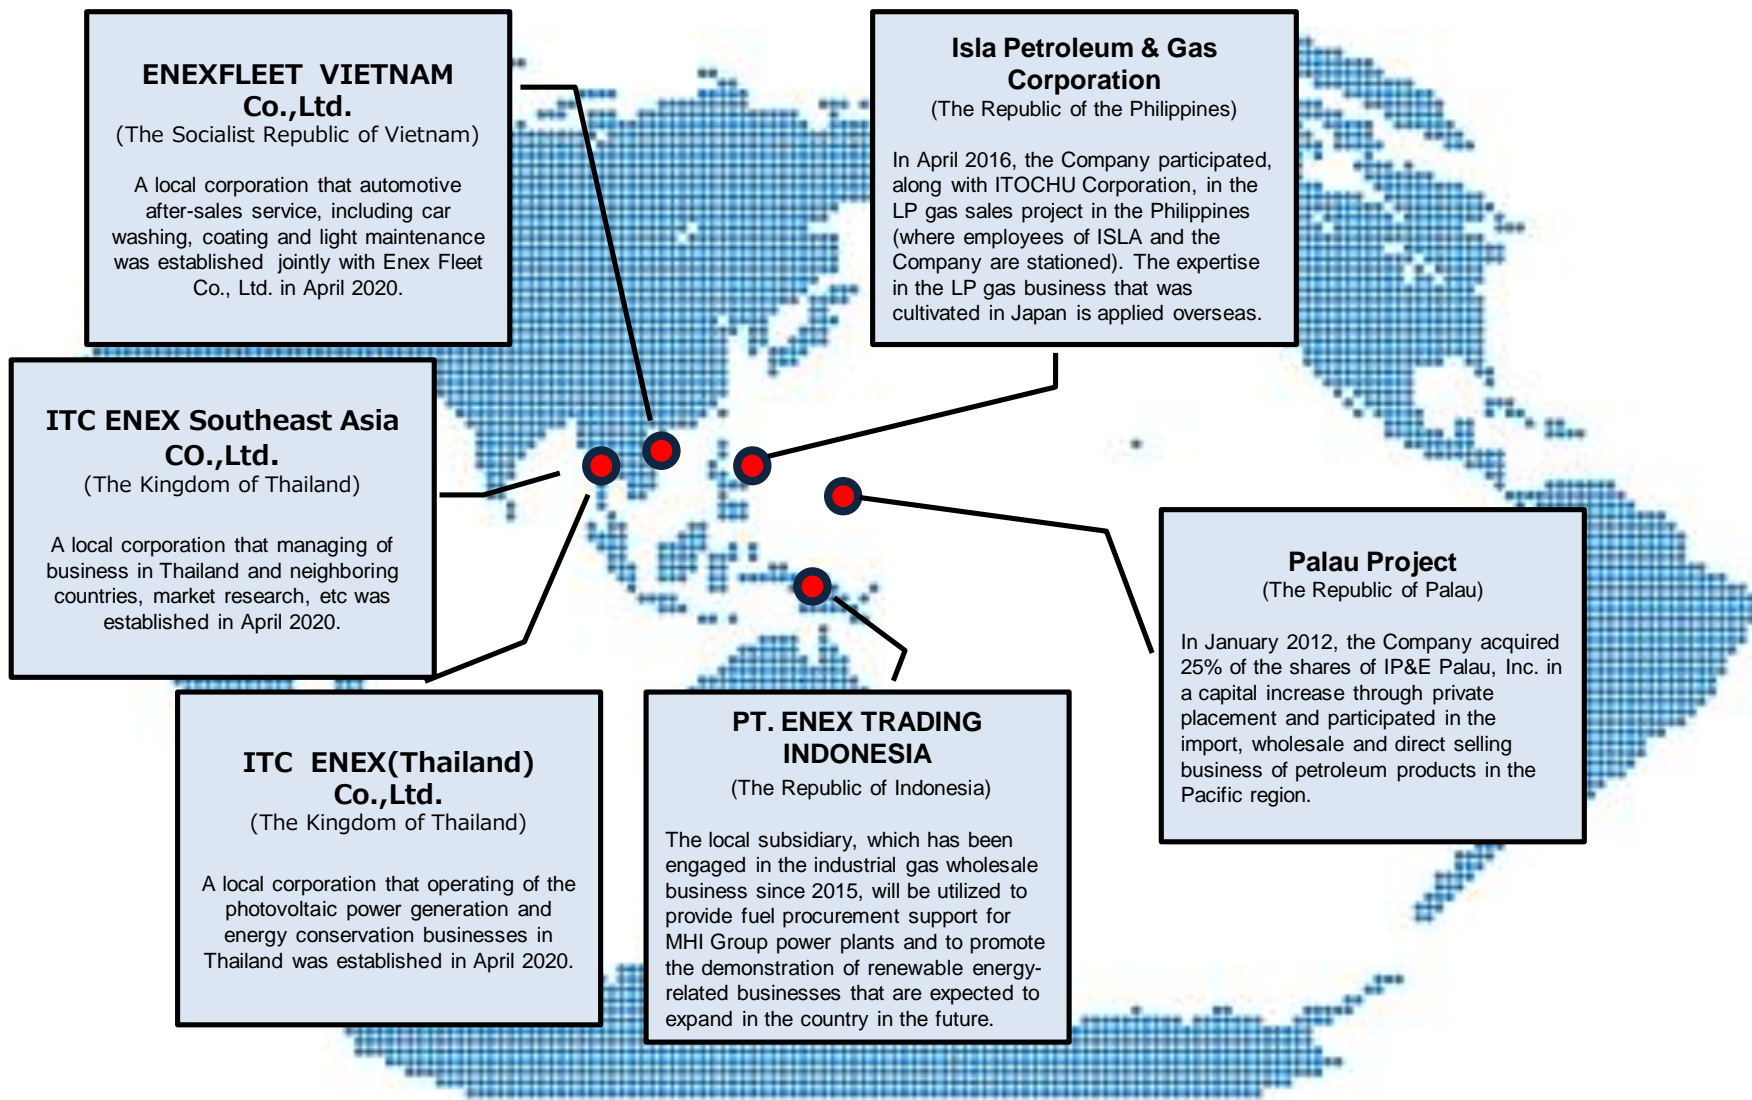 ENEXFLEET VIETNAM
Co.,Ltd.
(The Socialist Republic of Vietnam)
A local corporation that automotive
after-sales service, including car
washing, coating and light maintenance
was established jointly with Enex Fleet
Co., Ltd. in April 2020.
Isla Petroleum & Gas
Corporation
(The Republic of the Philippines)
In April 2016, the Company participated,
along with ITOCHU Corporation, in the
LP gas sales project in the Philippines
(where employees of ISLA and the
Company are stationed). The expertise
in the LP gas business that was
cultivated in Japan is applied overseas.
ITC ENEX Southeast Asia
CO.,Ltd.
(The Kingdom of Thailand)
A local corporation that managing of
business in Thailand and neighboring
countries, market research, etc was
established in April 2020.
Palau Project
(The Republic of Palau)
In January 2012, the Company acquired
25% of the shares of IP&E Palau, Inc. in
a capital increase through private
placement and participated in the
import, wholesale and direct selling
business of petroleum products in the
Pacific region.
ITC ENEX(Thailand)
Co.,Ltd.
(The Kingdom of Thailand)
A local corporation that operating of the
photovoltaic power generation and
energy conservation businesses in
Thailand was established in April 2020.
PT. ENEX TRADING
INDONESIA
(The Republic of Indonesia)
The local subsidiary, which has been
engaged in the industrial gas wholesale
business since 2015, will be utilized to
provide fuel procurement support for
MHI Group power plants and to promote
the demonstration of renewable energy-
related businesses that are expected to
expand in the country in the future.